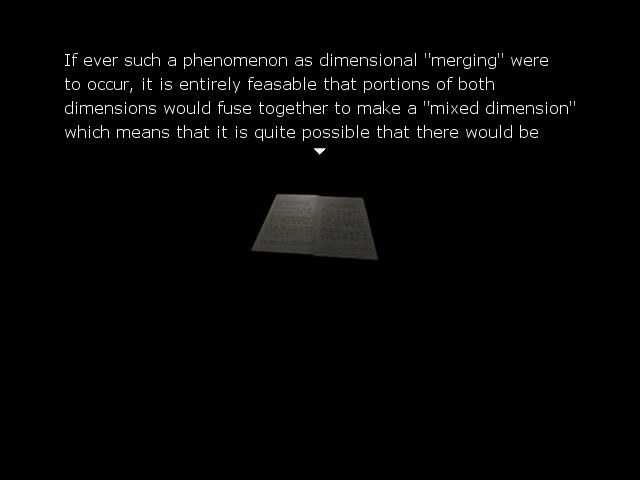 If ever such a phenomenon as dimensional "merging" were
to occur, it is entirely feasable that portions of both
dimensions would fuse together to make a "mixed dimension"
which means that it is quite possible that there would be